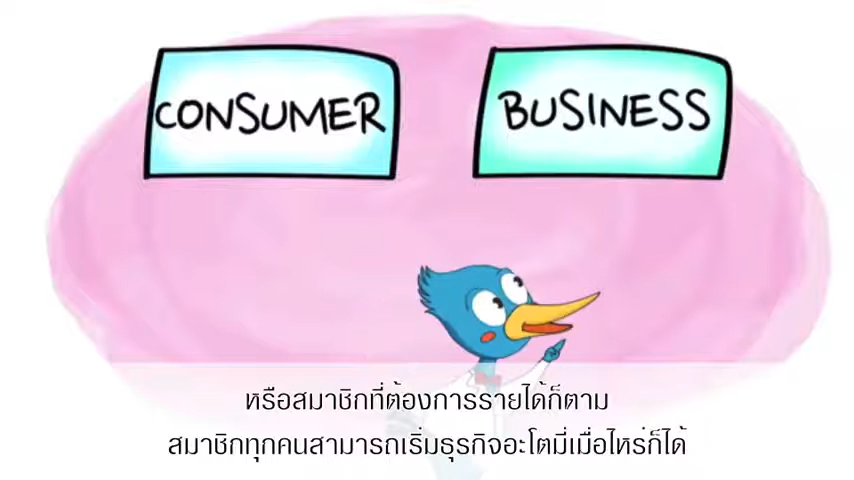 CONSUMER
BUSINESS
หรือสมาชิกที่ต้องการรายได้ก็ตาม
สมาชิกทุกคนสามารถเริ่มธุรกิจอะโตมี่เมื่อไหร่ก็ได้